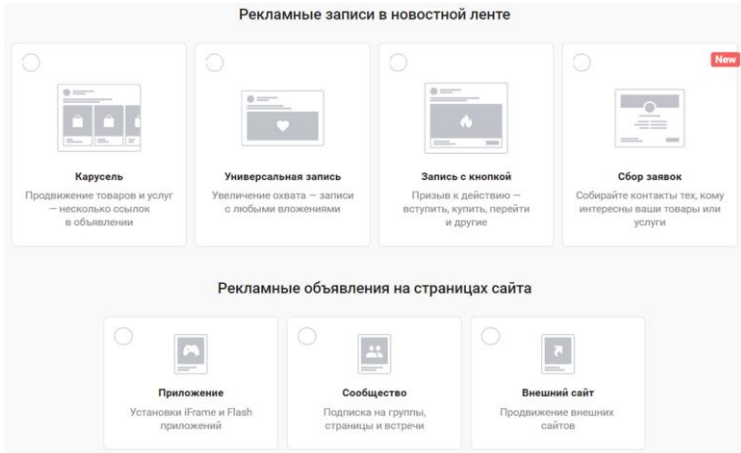 Рекламные записи в новостной ленте
New
Карусель
Продвижение товаров и услуг
— несколько ссылок
в объявлении
Универсальная запись
Увеличение охвата — записи
с любыми вложениями
Запись с кнопкой
Призыв к действию —
вступить, купить, перейти
и другие
Сбор заявок
Собирайте контакты тех, кому
интересны ваши товары или
услуги
Рекламные объявления на страницах сайта
Приложение
Установки iFrame и Flash
приложений
Сообщество
Подписка на группы,
страницы и встречи
Внешний сайт
Продвижение внешних
сайтов